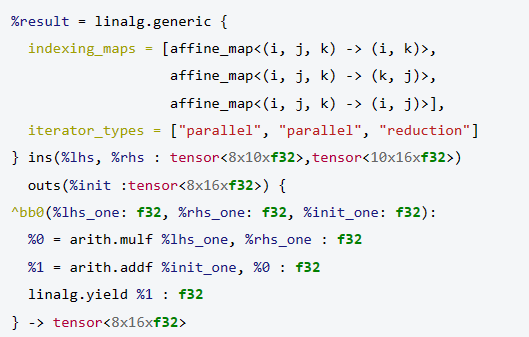 %result = linalg.generic {
  indexing_maps = [affine_map<(i, j, k) -> (i, k)>,
                   affine_map<(i, j, k) -> (k, j)>,
                   affine_map<(i, j, k) -> (i, j)>],
  iterator_types = ["parallel", "parallel", "reduction"]
} ins(%lhs, %rhs : tensor<8x10xf32>,tensor<10x16xf32>)
  outs(%init :tensor<8x16xf32>) {
^bb0(%lhs_one: f32, %rhs_one: f32, %init_one: f32):
  %0 = arith.mulf %lhs_one, %rhs_one : f32
  %1 = arith.addf %init_one, %0 : f32
  linalg.yield %1 : f32
} -> tensor<8x16xf32>